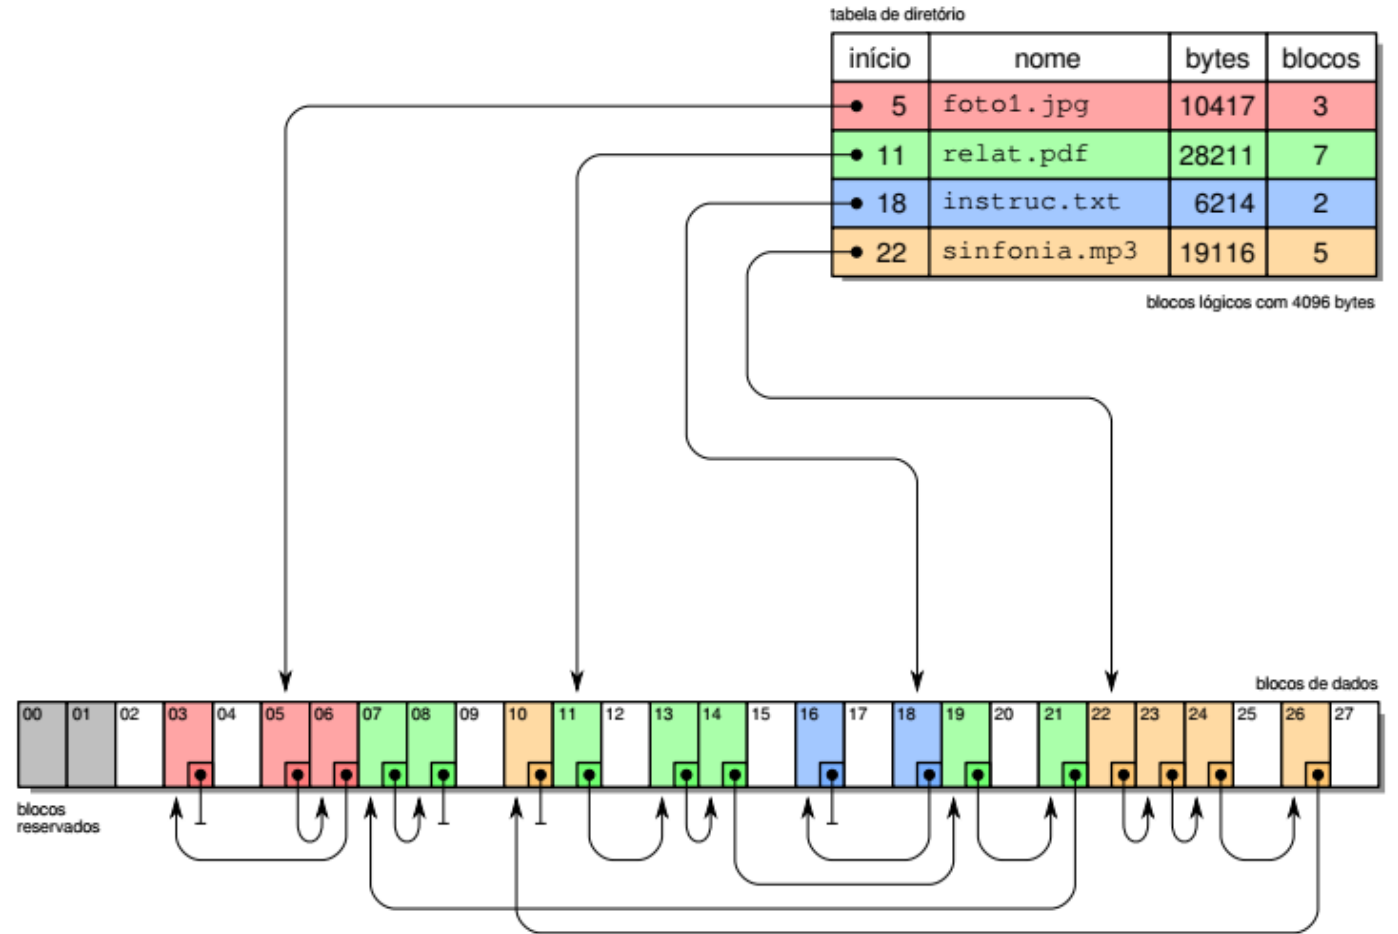 tabela de diretório
início nome bytes blocos
5 foto1.jpg 10417 3
11 relat.pdf 28211 7
18 instruc.txt 6214 2
22 sinfonia.mp3 19116 5
blocos lógicos com 4096 bytes
blocos de dados
00 01 02 03 04 05 06 07 08 09 10 11 12 13 14 15 16 17 18 19 20 21 22 23 24 25 26 27
blocos
reservados